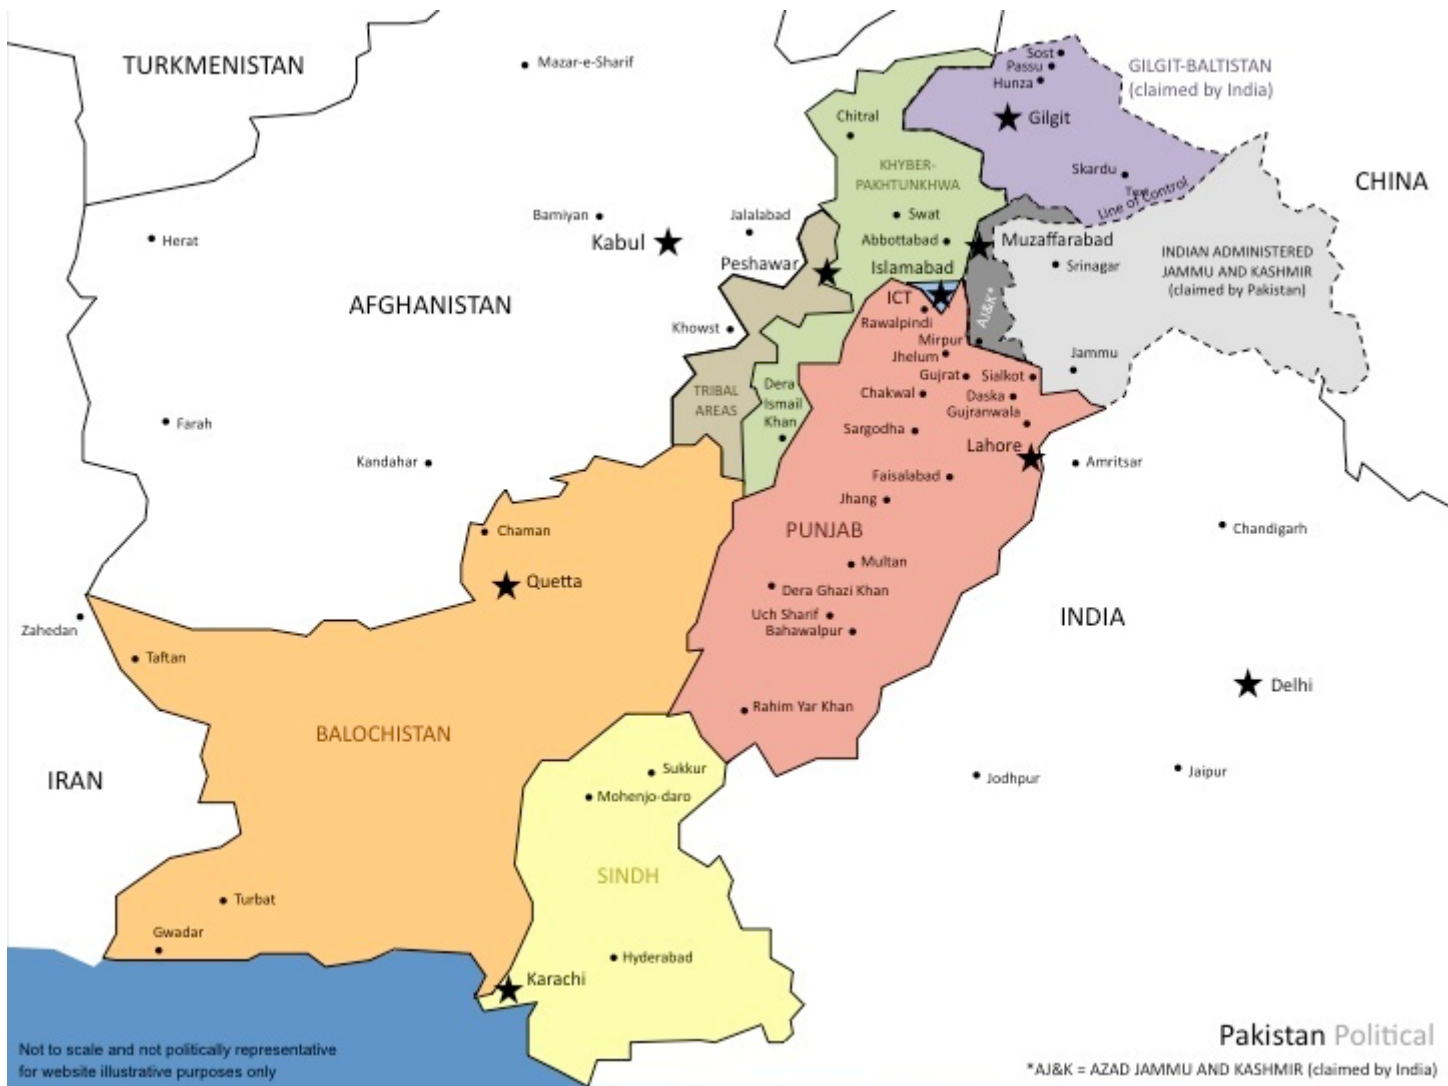 TURKMENISTAN
Mazar-e-Sharif
Sost
Passu
Hunza
GILGIT-BALTISTAN
(claimed by India)
Gilgit
Chitral
KHYBER-
PAKHTUNKHWA
Skardu
The
Line of Control
CHINA
Bamiyan
Jalalabad
Swat
Herat
Kabul
Abbottabad
Muzaffarabad
Peshawar
Islamabad
Srinagar
INDIAN ADMINISTERED
JAMMU AND KASHMIR
(claimed by Pakistan)
AFGHANISTAN
ICT
AJ&K*
Rawalpindi
Khowst
Mirpur
Jhelum
Jammu
Gujrat
Sialkot
TRIBAL
AREAS
Dera
Ismail
Khan
Chakwal
Daska
Gujranwala
Farah
Sargodha
Lahore
Kandahar
Amritsar
Faisalabad
Jhang
Chaman
PUNJAB
Chandigarh
Multan
Quetta
Dera Ghazi Khan
Uch Sharif
Bahawalpur
INDIA
Zahedan
Taftan
Delhi
Rahim Yar Khan
BALOCHISTAN
Sukkur
IRAN
Jodhpur
Jaipur
Mohenjo-daro
SINDH
Turbat
Gwadar
Hyderabad
Karachi
Pakistan Political
Not to scale and not politically representative
for website illustrative purposes only
*AJ&K = AZAD JAMMU AND KASHMIR (claimed by India)